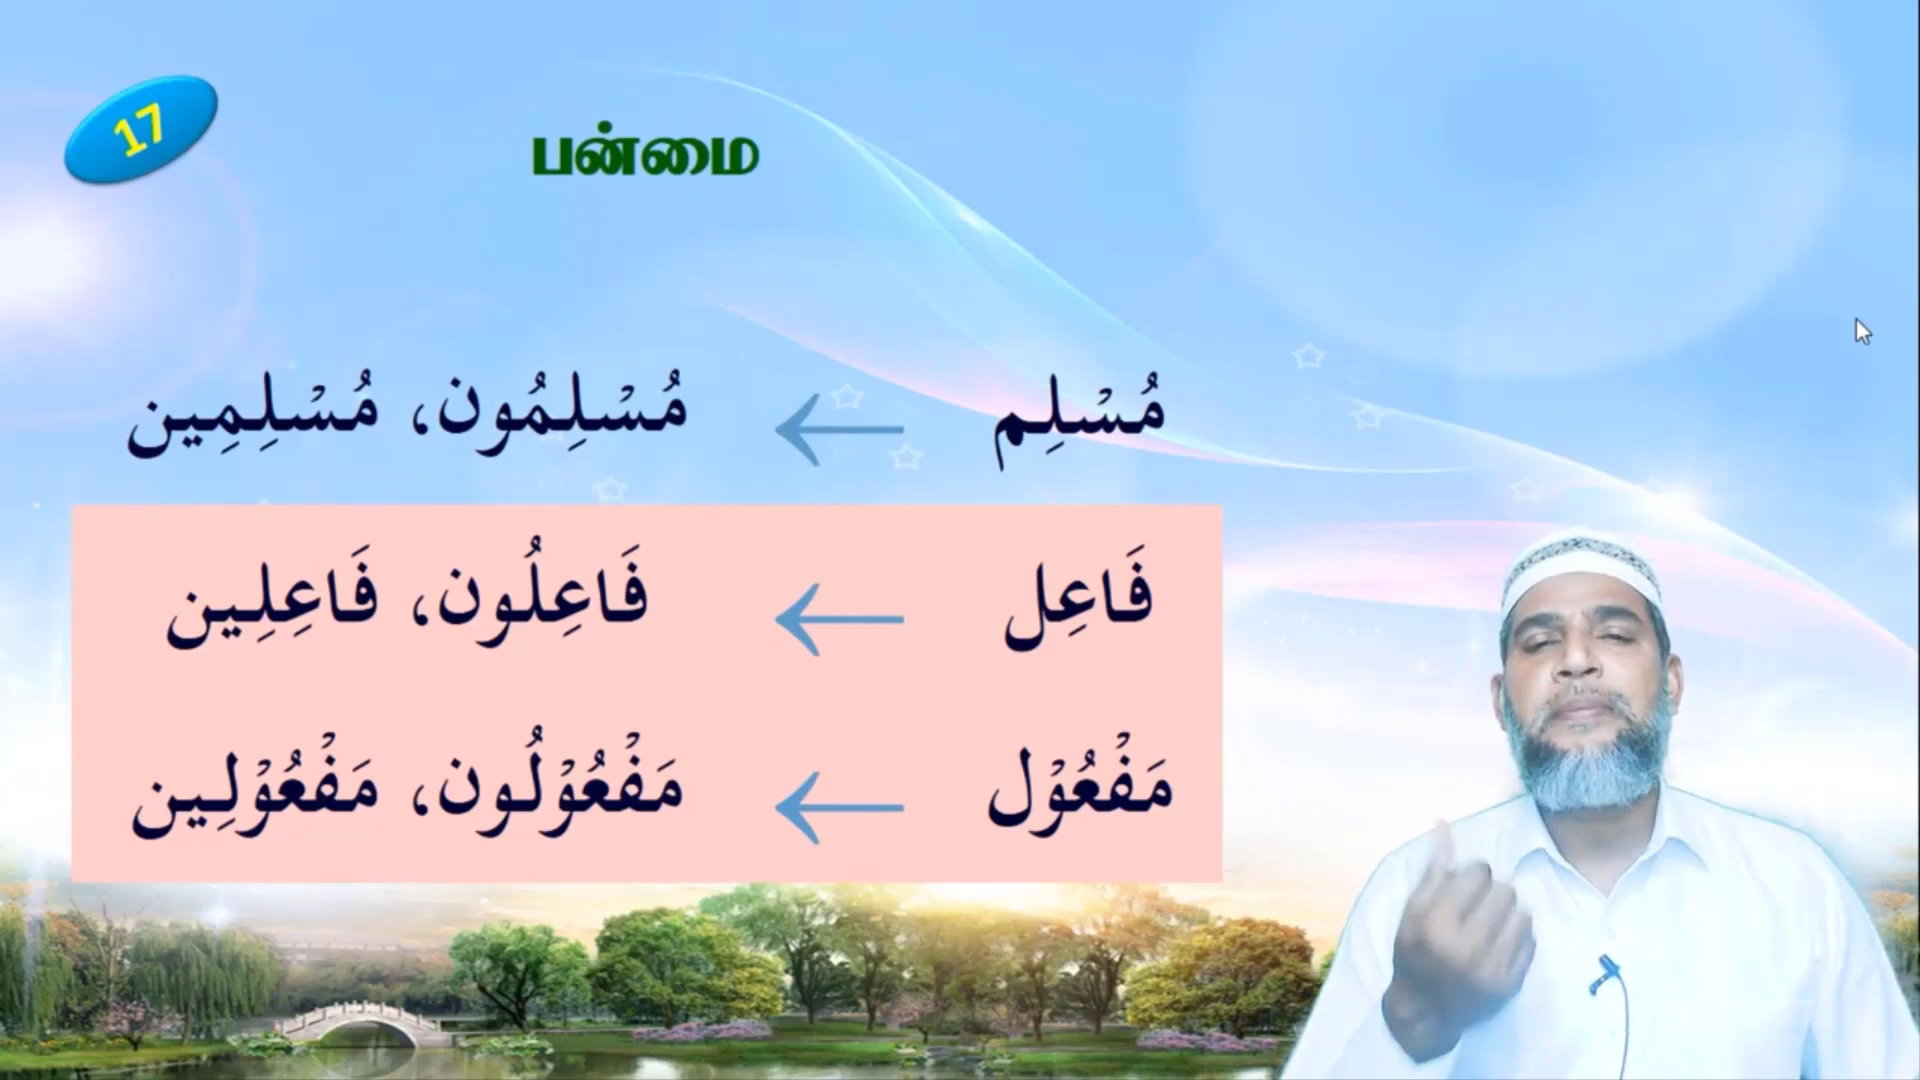 17
பன்மை
مُسْلِم ← مُسْلِمُون، مُسْلِمِين
فَاعِل ← فَاعِلُون، فَاعِلِين
مَفْعُوْل ← مَفْعُوْلُون، مَفْعُوْلِين